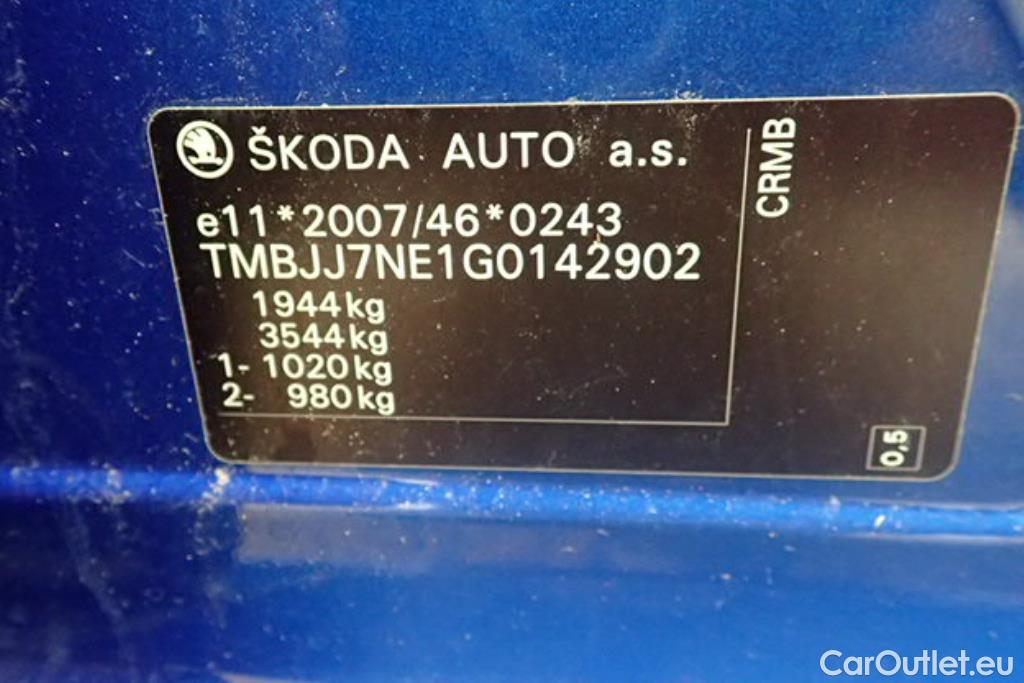 ŠKODA AUTO a.s.
e11*2007/46*0243
TMBJJ7NE1G0142902
1944kg
3544kg
1- 1020kg
2- 980kg
CRMB
0,5
CarOutlet.eu